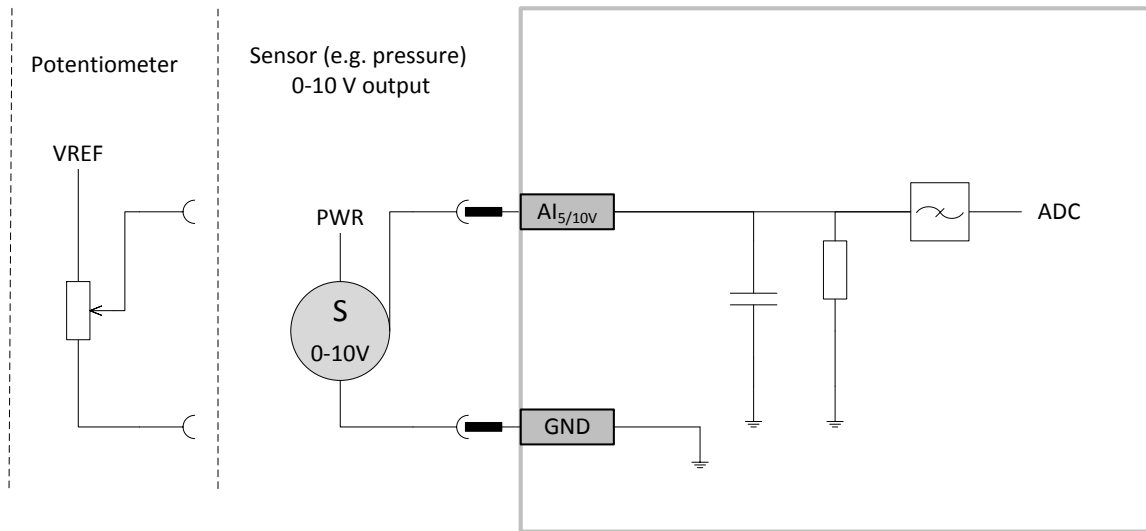 Potentiometer
VREF
Sensor (e.g. pressure)
0-10 V output
PWR
S
0-10V
AI5/10V
GND
ADC